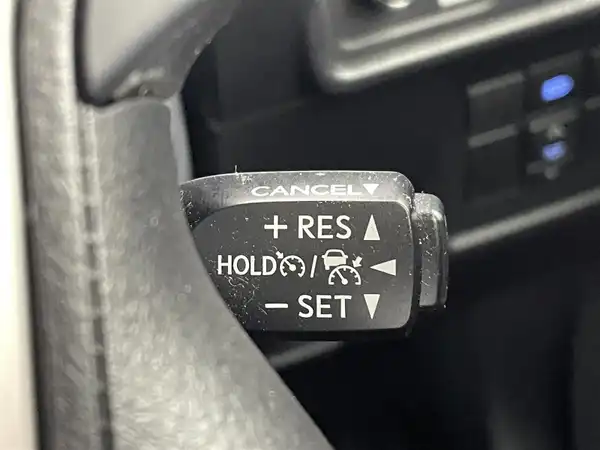 CANCEL▼
+ RES ▲
HOLD / ◀
− SET ▼